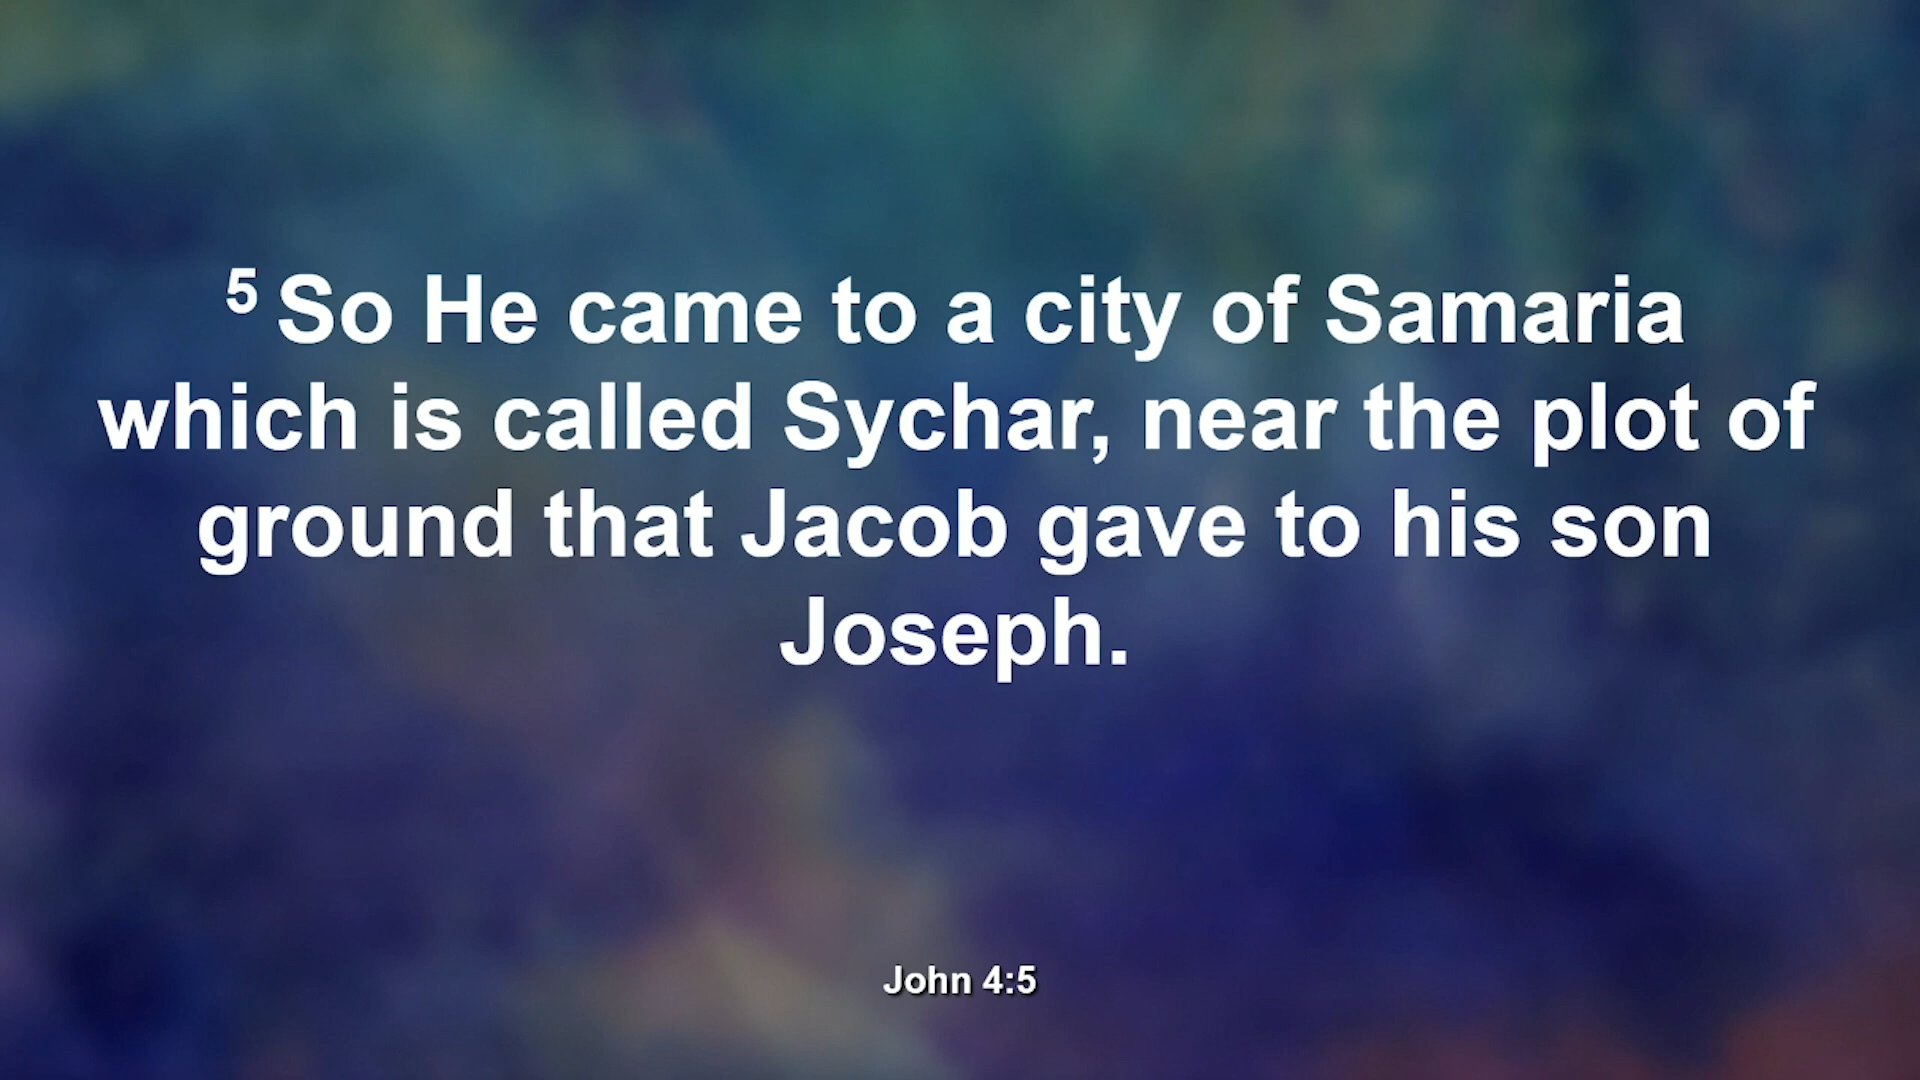 5 So He came to a city of Samaria
which is called Sychar, near the plot of
ground that Jacob gave to his son
Joseph.
John 4:5